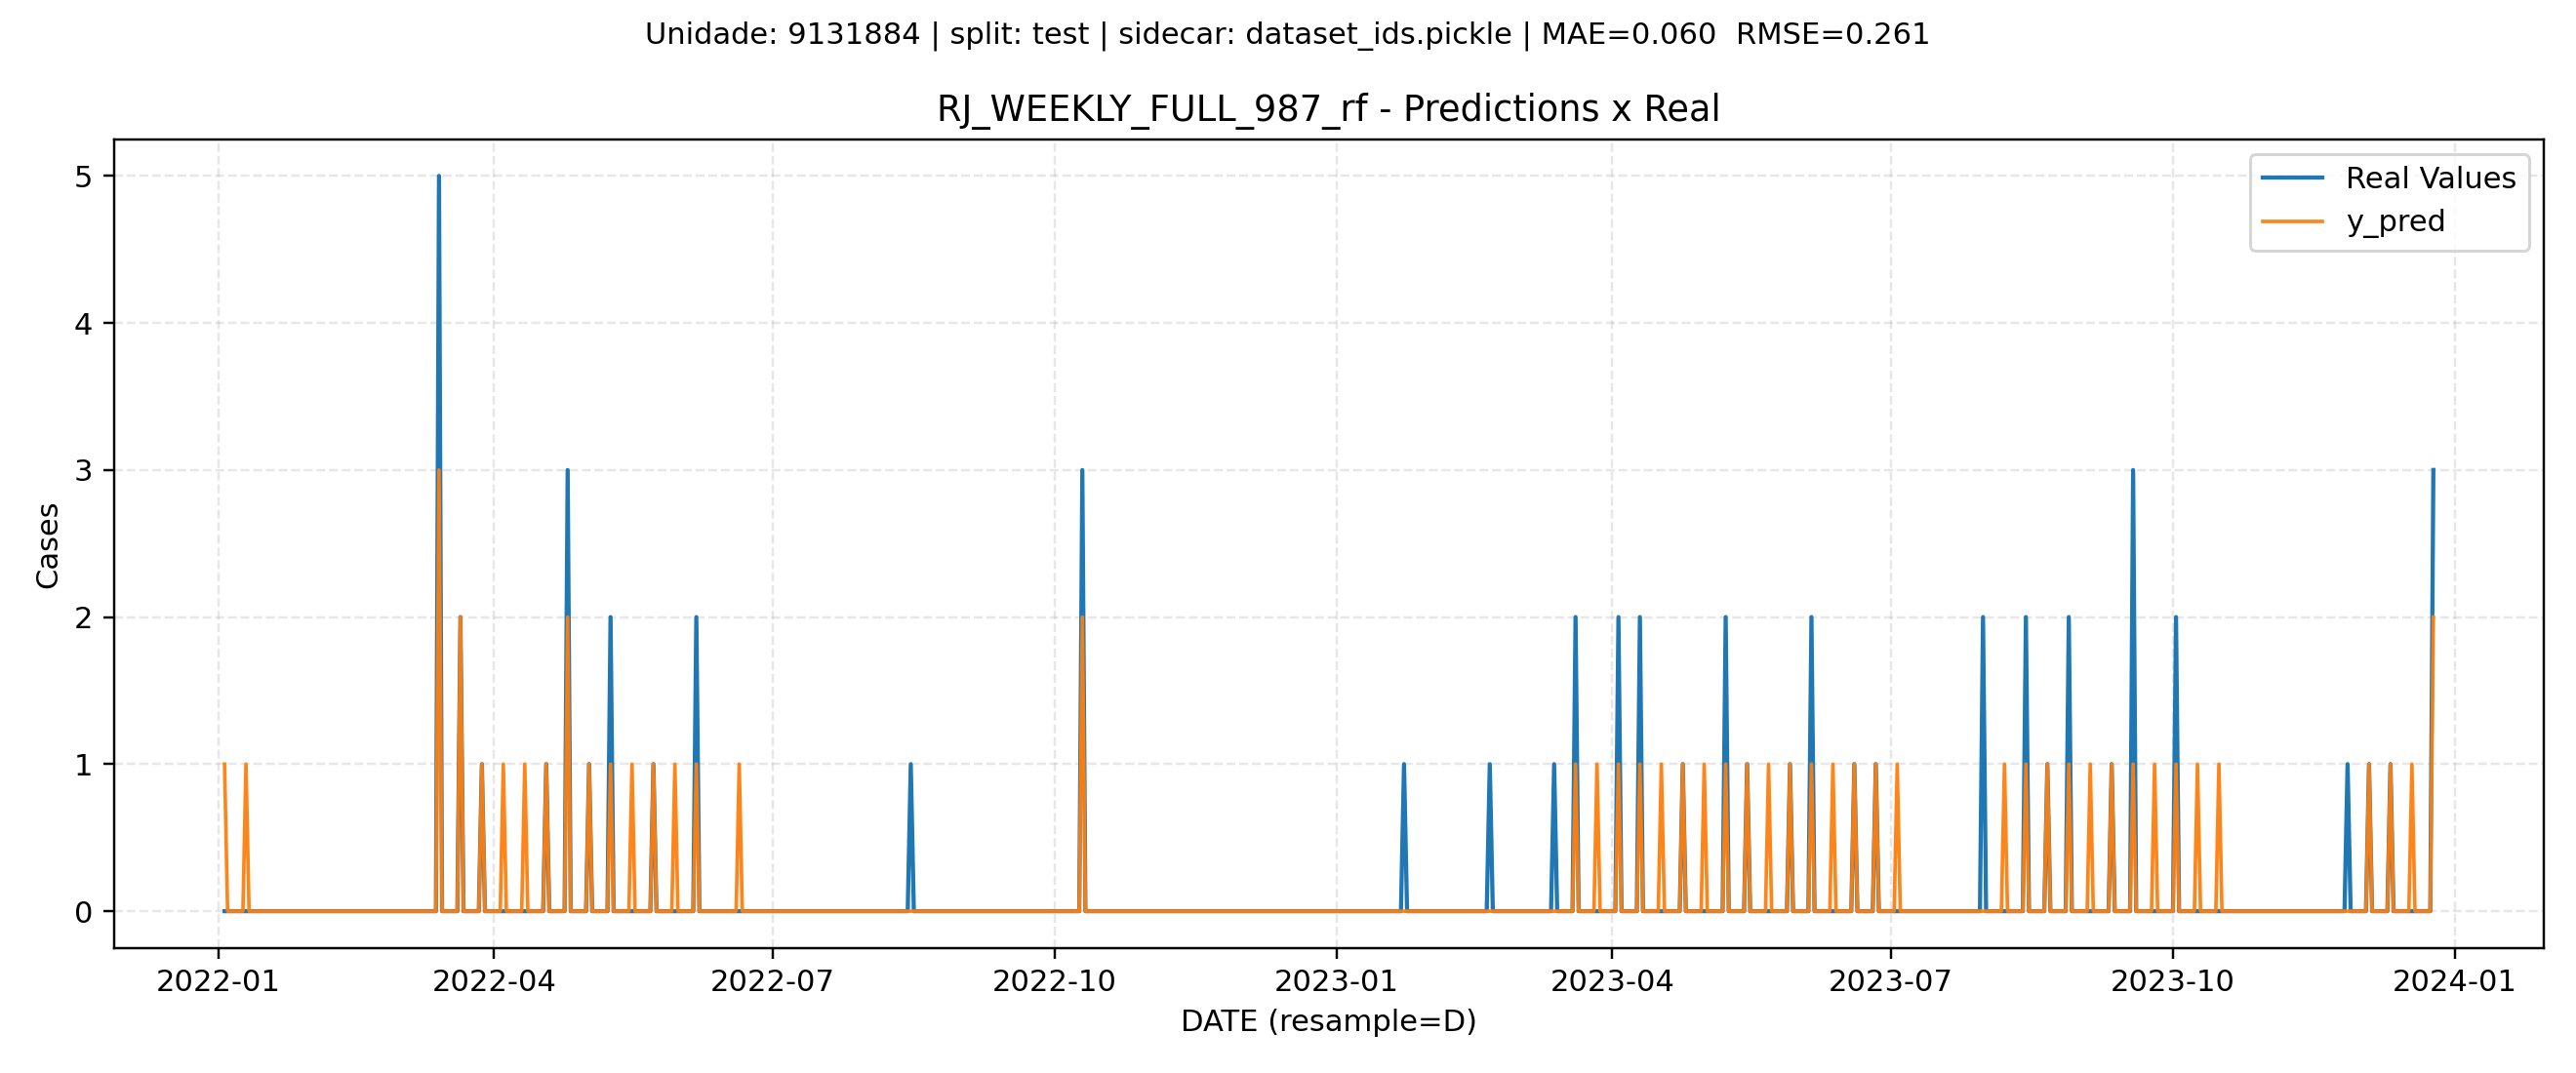 Unidade: 9131884 | split: test | sidecar: dataset_ids.pickle | MAE=0.060  RMSE=0.261
RJ_WEEKLY_FULL_987_rf - Predictions x Real
Real Values
y_pred
5
4
3
2
1
0
Cases
2022-01
2022-04
2022-07
2022-10
2023-01
2023-04
2023-07
2023-10
2024-01
DATE (resample=D)